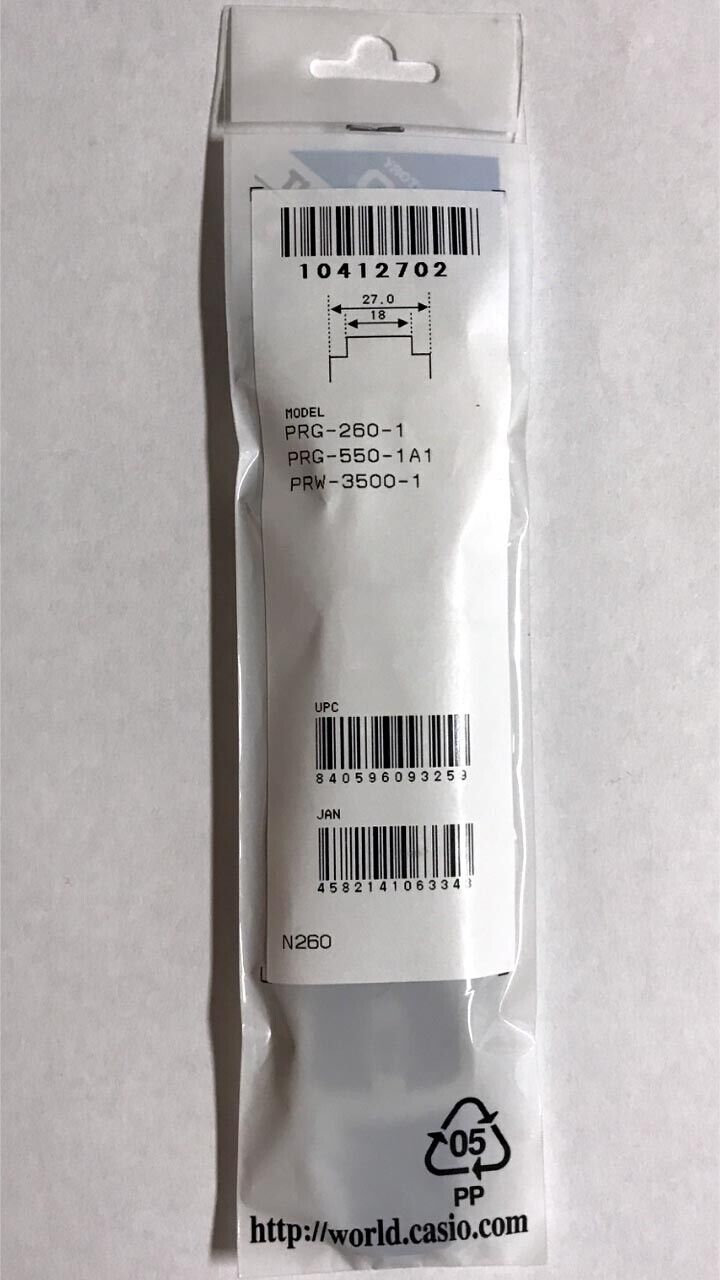 10412702
27.0
18
MODEL
PRG-260-1
PRG-550-1A1
PRW-3500-1
UPC
840596093259
JAN
4582141063343
N260
05
PP
http://world.casio.com